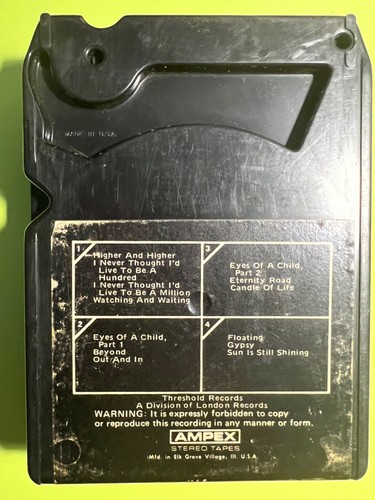 MADE IN U.S.A.
1
Higher And Higher
I Never Thought I'd
Live To Be A
Hundred
I Never Thought I'd
Live To Be A Million
Watching And Waiting
2
Eyes Of A Child,
Part 1
Beyond
Out And In
3
Eyes Of A Child,
Part 2
Eternity Road
Candle Of Life
4
Floating
Gypsy
Sun Is Still Shining
Threshold Records
A Division of London Records
WARNING: It is expressly forbidden to copy
or reproduce this recording in any manner or form.
AMPEX
STEREO TAPES
Mfd. in Elk Grove Village, Ill. U.S.A.